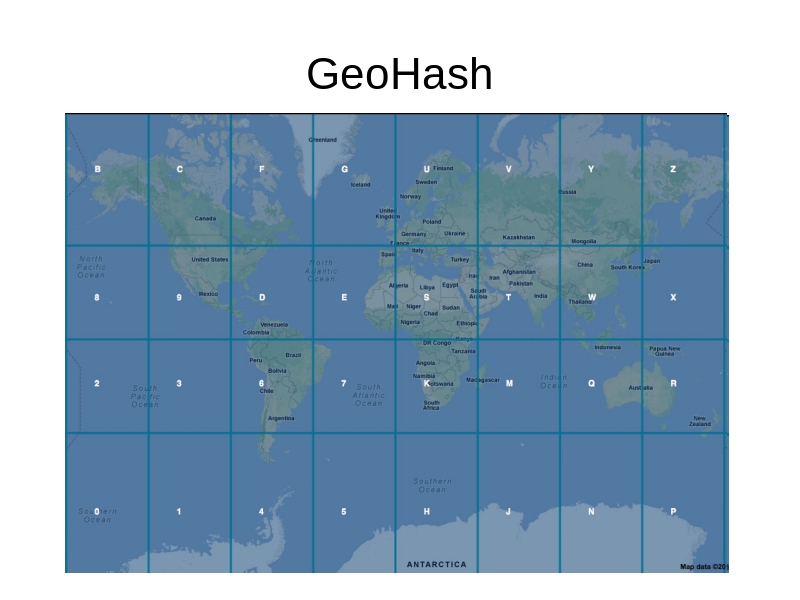 GeoHash
Greenland
B C F G U V Y Z
Finland
Iceland
Sweden
Russia
Norway
United
Kingdom
Canada
Poland
Germany
Ukraine
Kazakhstan
Mongolia
France
Italy
Spain
North
Pacific
Ocean
United States
North
Atlantic
Ocean
Turkey
China
Japan
South Korea
Afghanistan
Iran
Pakistan
Algeria
Libya
Egypt
Saudi
Arabia
8 9 D E S T W X
Mexico
India
Thailand
Mali
Niger
Sudan
Chad
Nigeria
Ethiopia
Venezuela
Colombia
Kenya
DR Congo
Tanzania
Indonesia
Papua New
Guinea
Peru
Brazil
Bolivia
Angola
Namibia
Botswana
Madagascar
2 3 6 7 K M Q R
South
Pacific
Ocean
Chile
South
Atlantic
Ocean
Indian
Ocean
Australia
South
Africa
Argentina
New
Zealand
Southern
Ocean
Southern
Ocean
0 1 4 5 H J N P
ANTARCTICA
Map data ©20